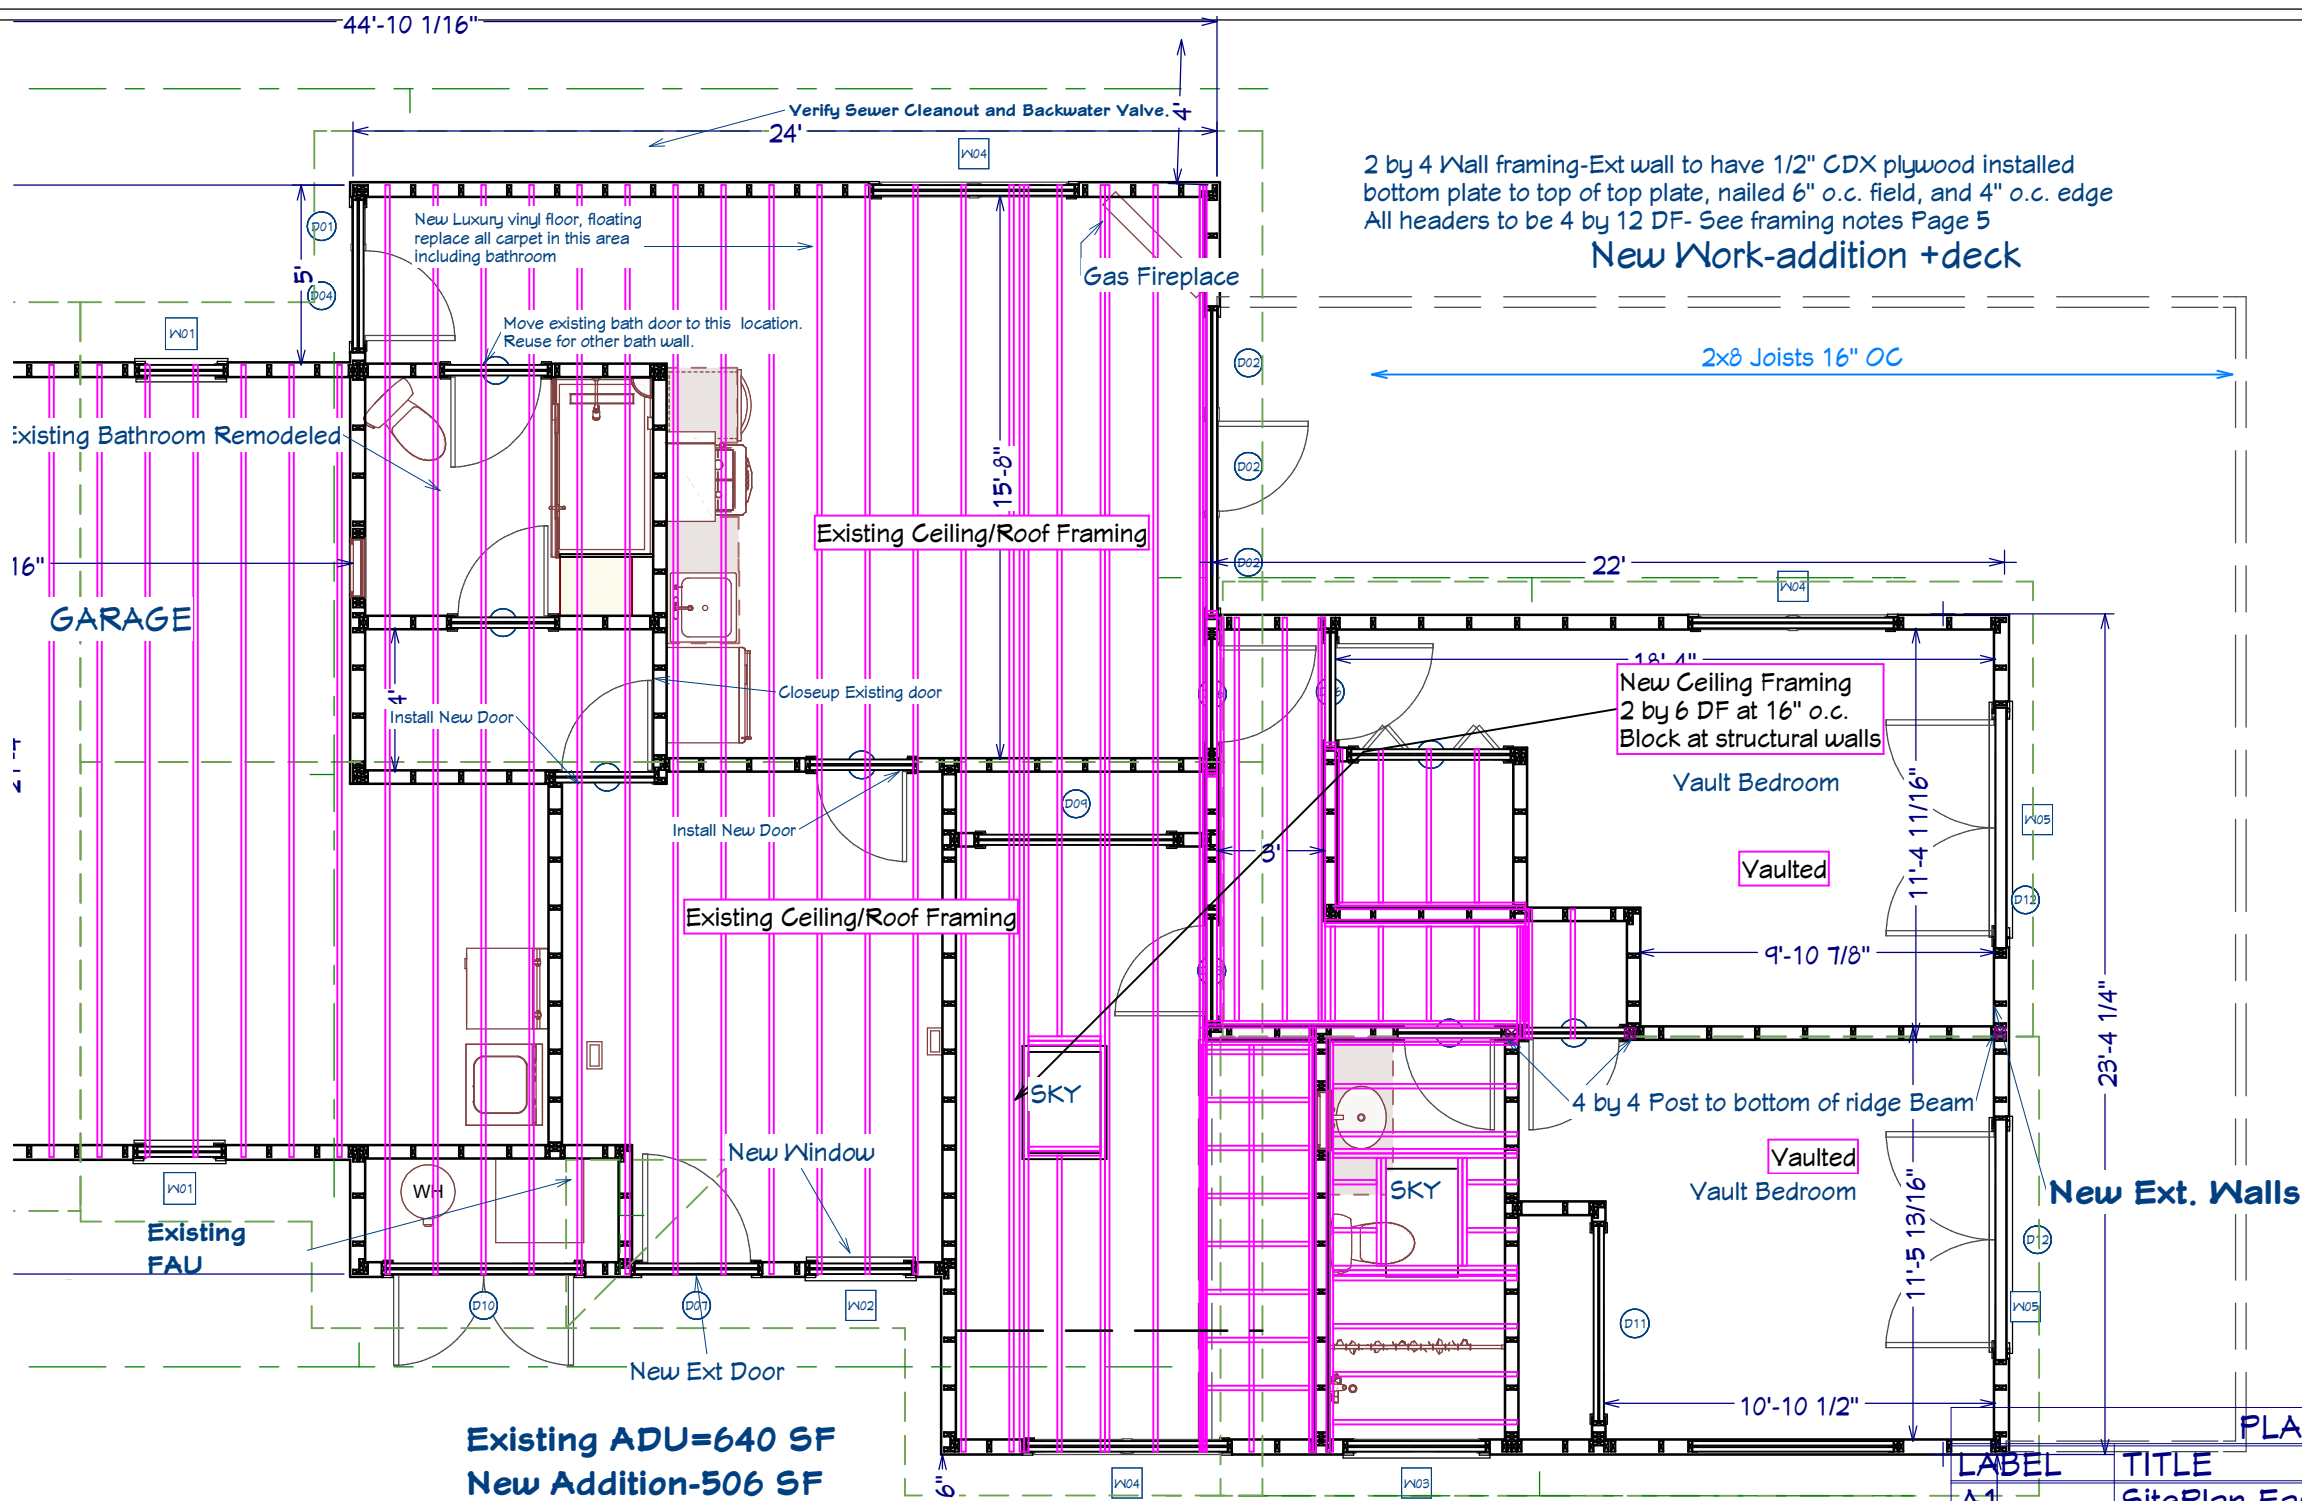 44'-10 1/16"
4'
Verify Sewer Cleanout and Backwater Valve.
24'
W04
2 by 4 Wall framing-Ext wall to have 1/2" CDX plywood installed
bottom plate to top of top plate, nailed 6" o.c. field, and 4" o.c. edge
All headers to be 4 by 12 DF- See framing notes Page 5
New Work-addition +deck
D01
New Luxury vinyl floor, floating
replace all carpet in this area
including bathroom
5'
D04
Gas Fireplace
W01
Move existing bath door to this location.
Reuse for other bath wall.
2x8 Joists 16" OC
D02
Existing Bathroom Remodeled
D02
15'-8"
Existing Ceiling/Roof Framing
16"
D02
22'
W04
GARAGE
18'-4"
New Ceiling Framing
2 by 6 DF at 16" o.c.
Block at structural walls
4'
Closeup Existing door
Install New Door
Vault Bedroom
11'-4 11/16"
D09
W05
Install New Door
3'
Vaulted
D12
Existing Ceiling/Roof Framing
9'-10 7/8"
23'-4 1/4"
SKY
4 by 4 Post to bottom of ridge Beam
New Window
Vaulted
W01
WH
SKY
Vault Bedroom
New Ext. Walls
11'-5 13/16"
Existing
FAU
D12
D10
D07
W02
W05
D11
New Ext Door
10'-10 1/2"
Existing ADU=640 SF
New Addition-506 SF
6"
W04
W03
PLA
LABEL
TITLE
A1